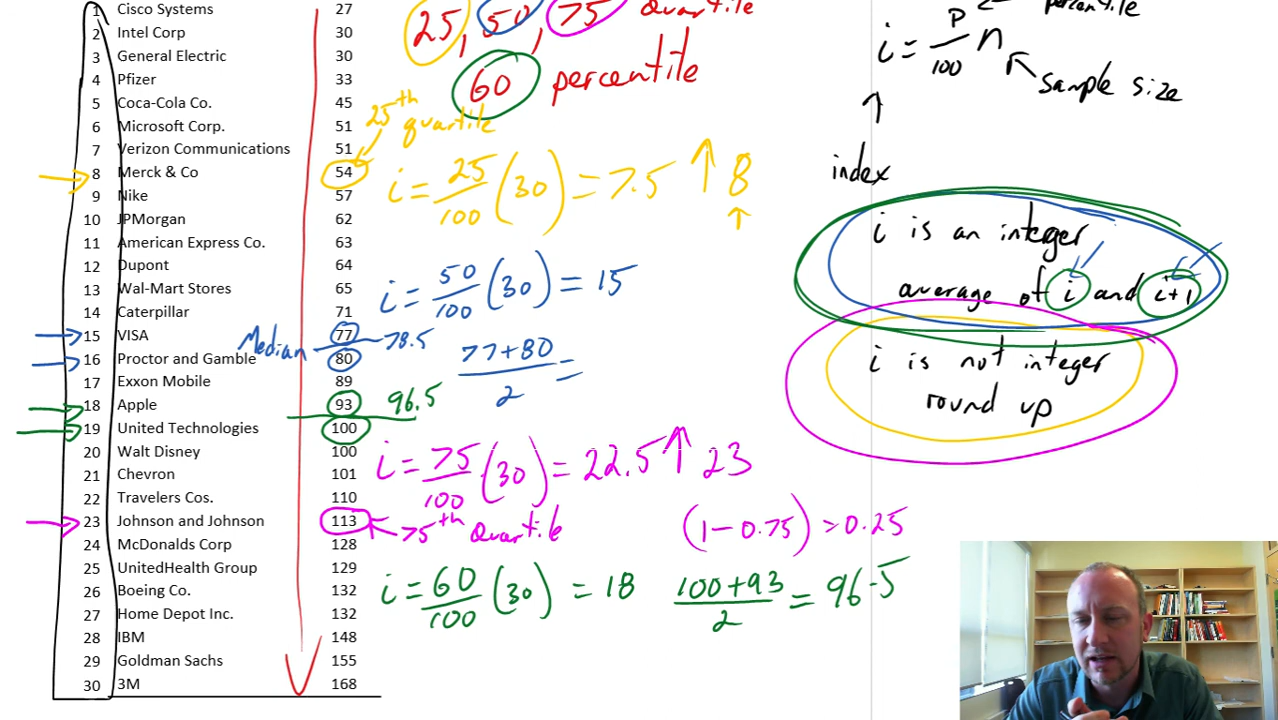 1 Cisco Systems 27
2 Intel Corp 30
3 General Electric 30
4 Pfizer 33
5 Coca-Cola Co. 45
6 Microsoft Corp. 51
7 Verizon Communications 51
8 Merck & Co 54
9 Nike 57
10 JPMorgan 62
11 American Express Co. 63
12 Dupont 64
13 Wal-Mart Stores 65
14 Caterpillar 71
15 VISA 77
16 Proctor and Gamble 80
17 Exxon Mobile 89
18 Apple 93
19 United Technologies 100
20 Walt Disney 100
21 Chevron 101
22 Travelers Cos. 110
23 Johnson and Johnson 113
24 McDonalds Corp 128
25 UnitedHealth Group 129
26 Boeing Co. 132
27 Home Depot Inc. 132
28 IBM 148
29 Goldman Sachs 155
30 3M 168
25, 50, 75 quartile
60 percentile
25th quartile
i = 25/100 (30) = 7.5 ↑ 8
i = 50/100 (30) = 15
Median 78.5
77+80/2 =
96.5
i = 75/100 (30) = 22.5 ↑ 23
75th Quartile
(1-0.75) = 0.25
i = 60/100 (30) = 18
100+93/2 = 96.5
percentile
i = P/100 n
sample size
index
i is an integer
average of i and i+1
i is not integer
round up